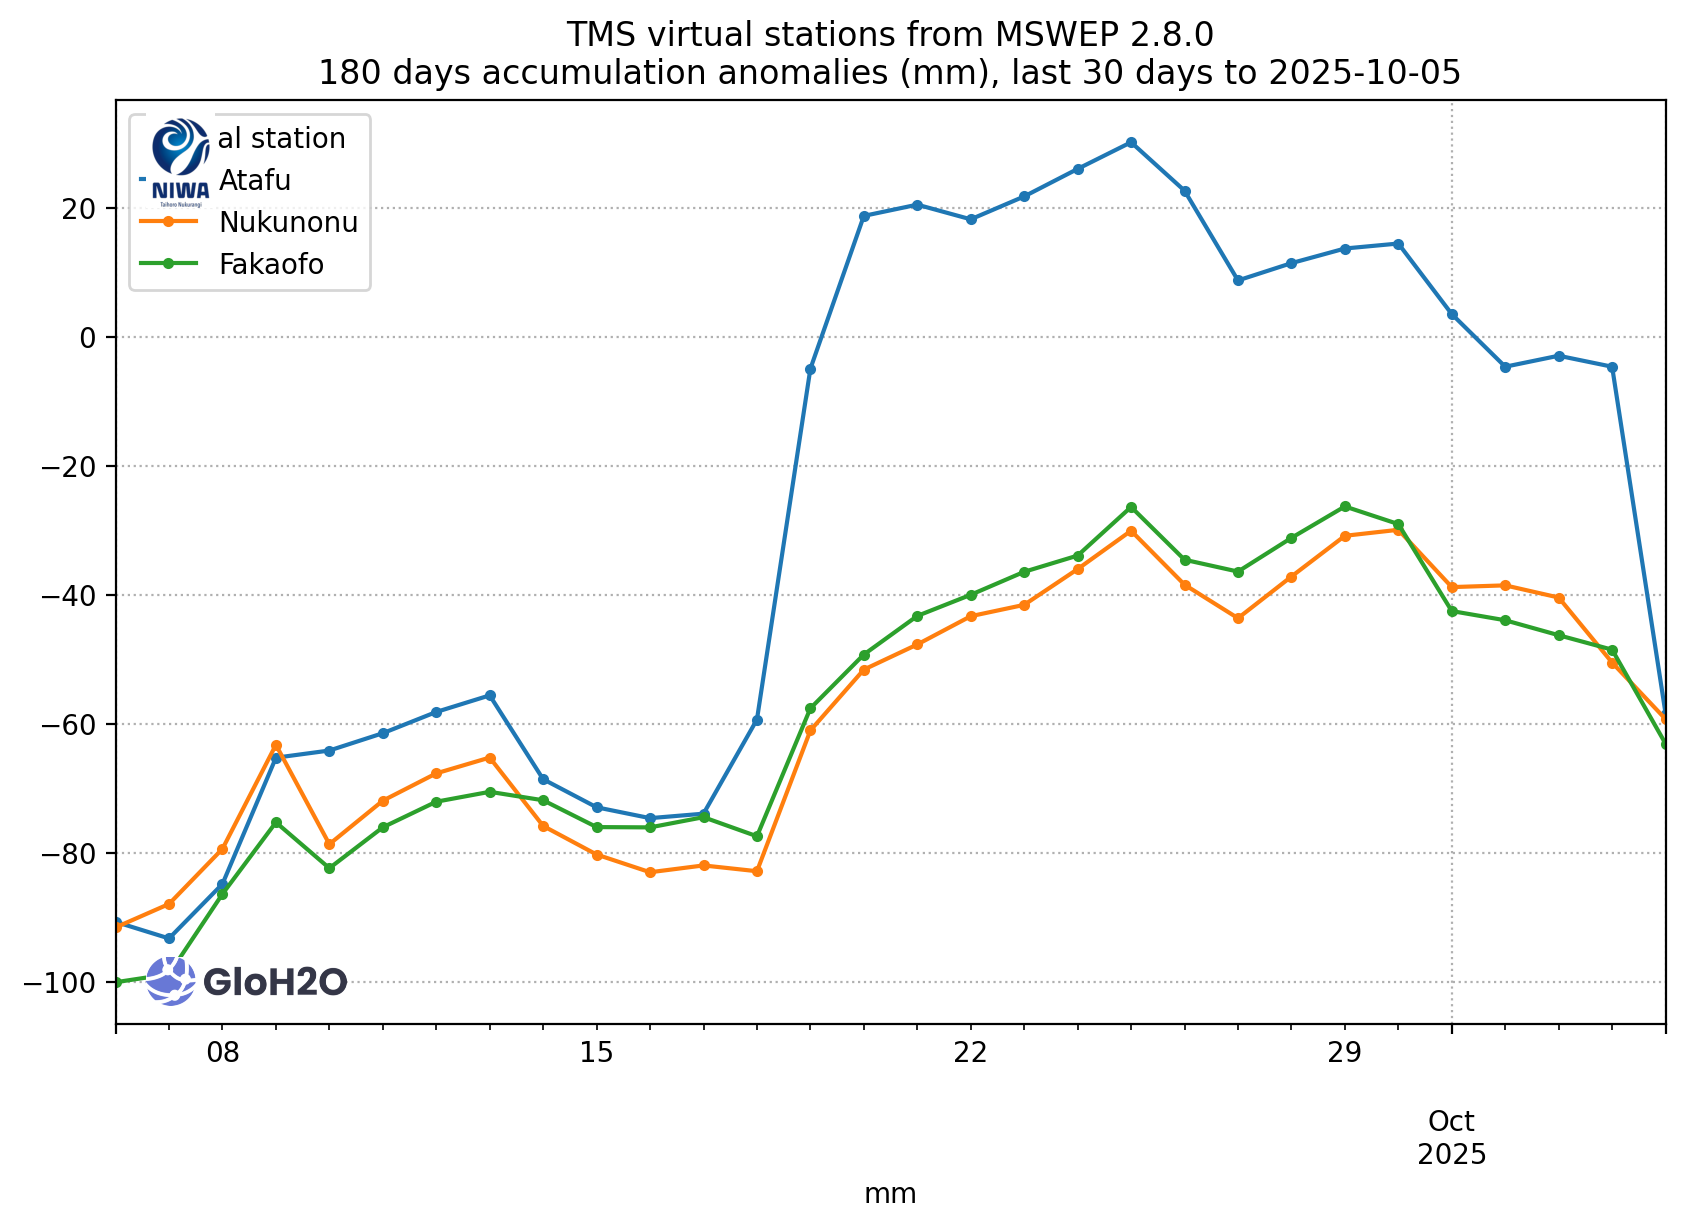 TMS virtual stations from MSWEP 2.8.0
180 days accumulation anomalies (mm), last 30 days to 2025-10-05
al station
NIWA
Taihoro Nukurangi
Atafu
Nukunonu
Fakaofo
20
0
−20
−40
−60
−80
−100
GloH2O
08 15 22 29
Oct
2025
mm